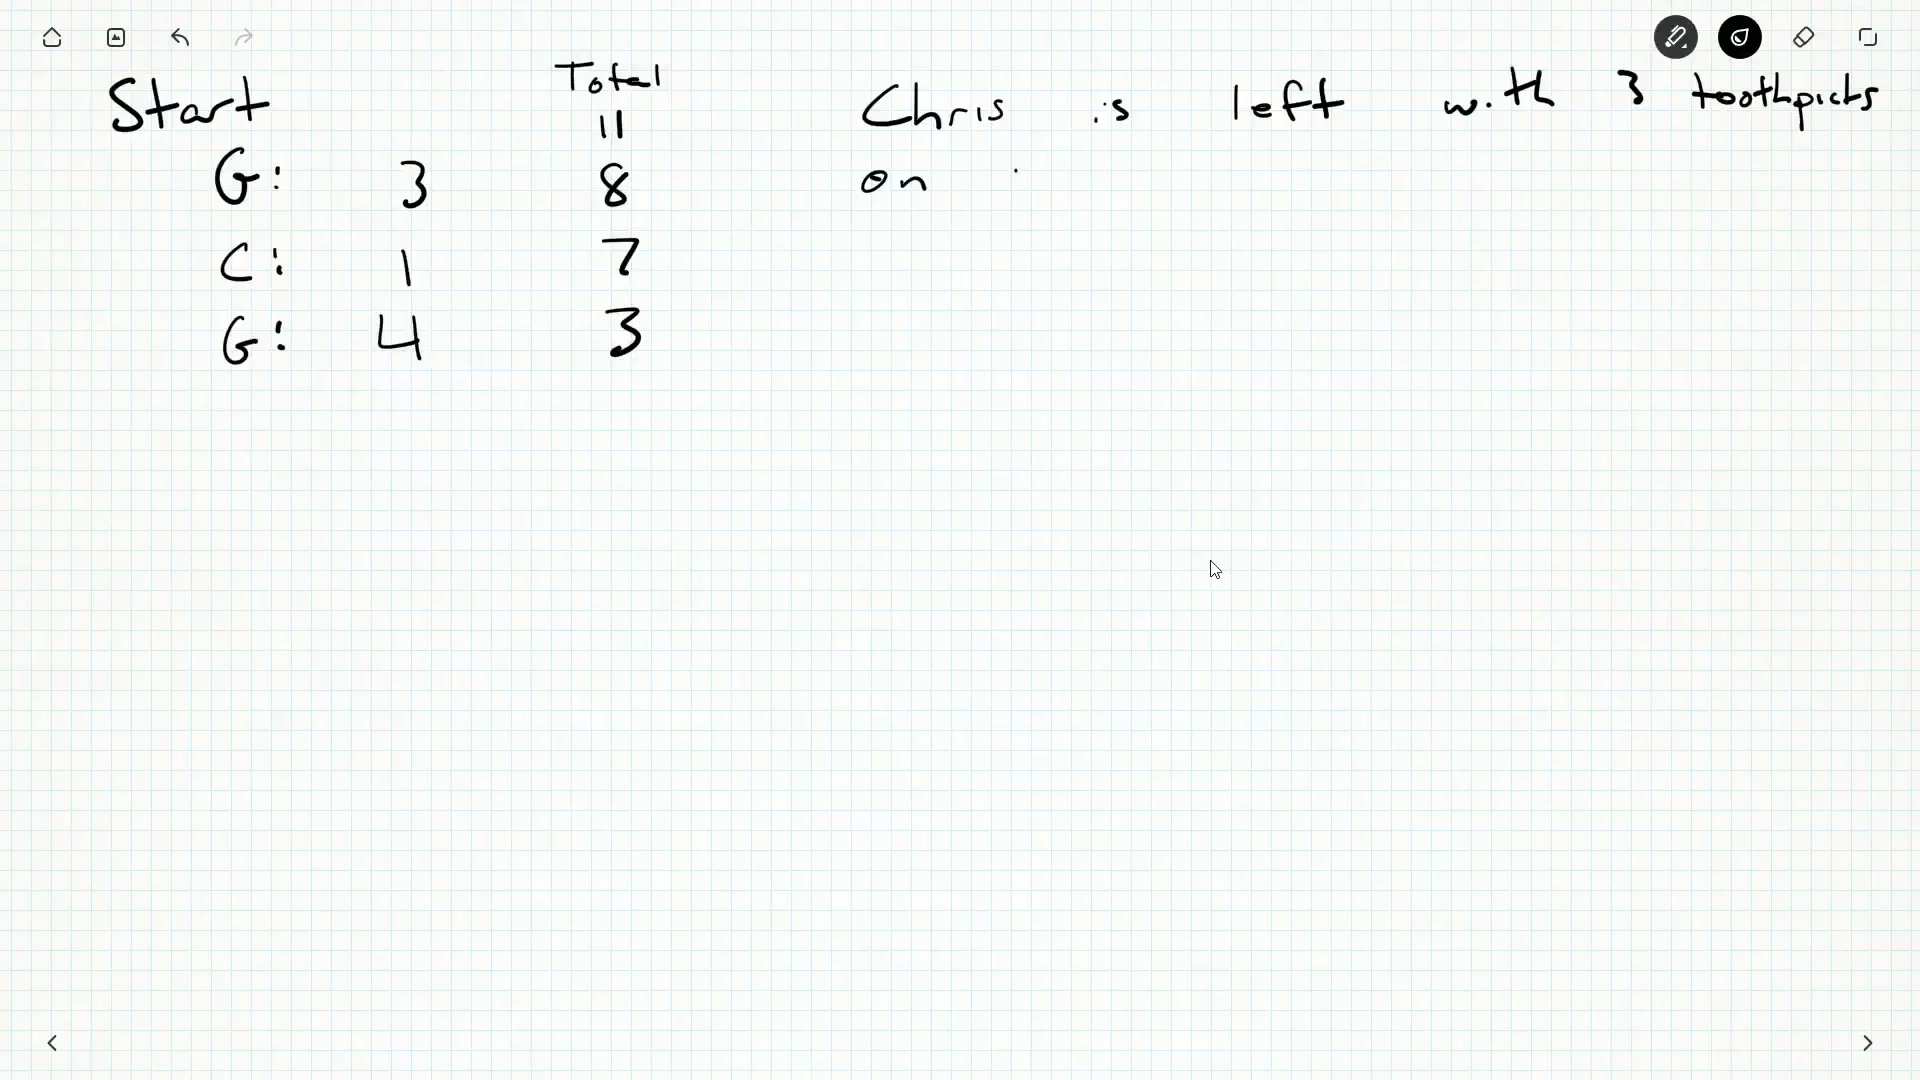 Start
Total
11
G: 3 8
C: 1 7
G: 4 3
Chris is left with 3 toothpicks
on